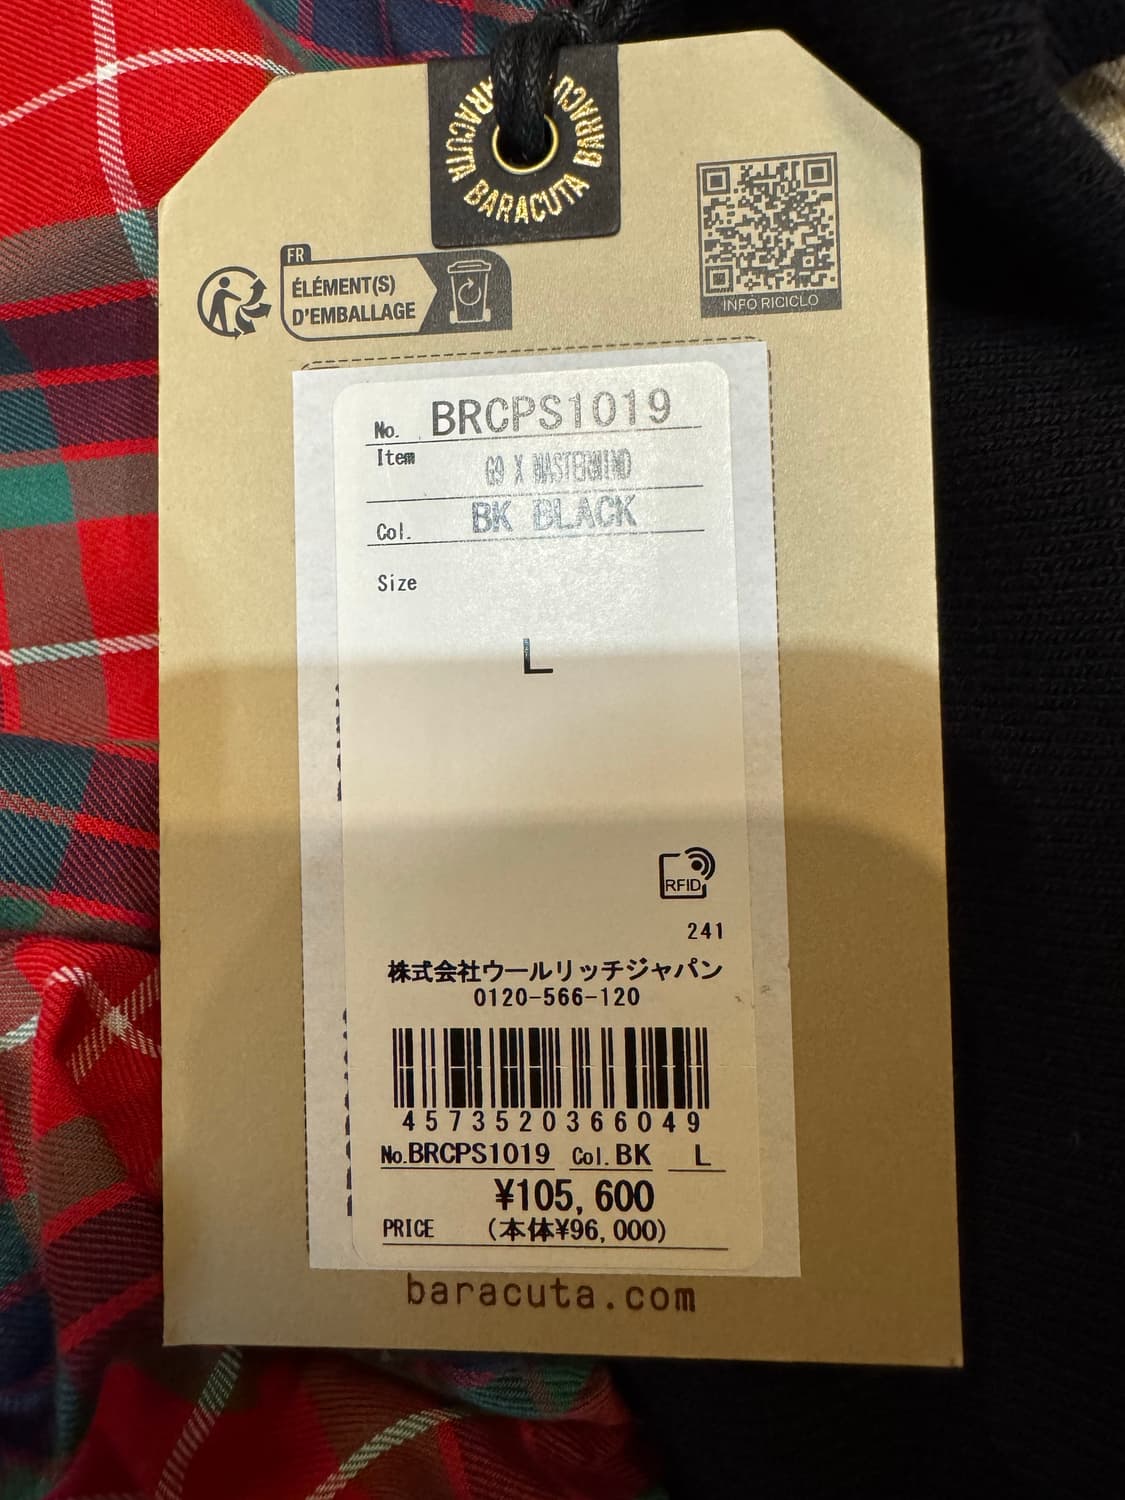 BARACUTA BARACUTA BARACUTA
FR
ÉLÉMENT(S)
D'EMBALLAGE
INFO RICICLO
No. BRCPS1019
Item G9 X MASTERMIND
Col. BK BLACK
Size
L
RFID
241
株式会社ウールリッチジャパン
0120-566-120
4573520366049
No.BRCPS1019 Col.BK L
¥105,600
PRICE (本体¥96,000)
baracuta.com